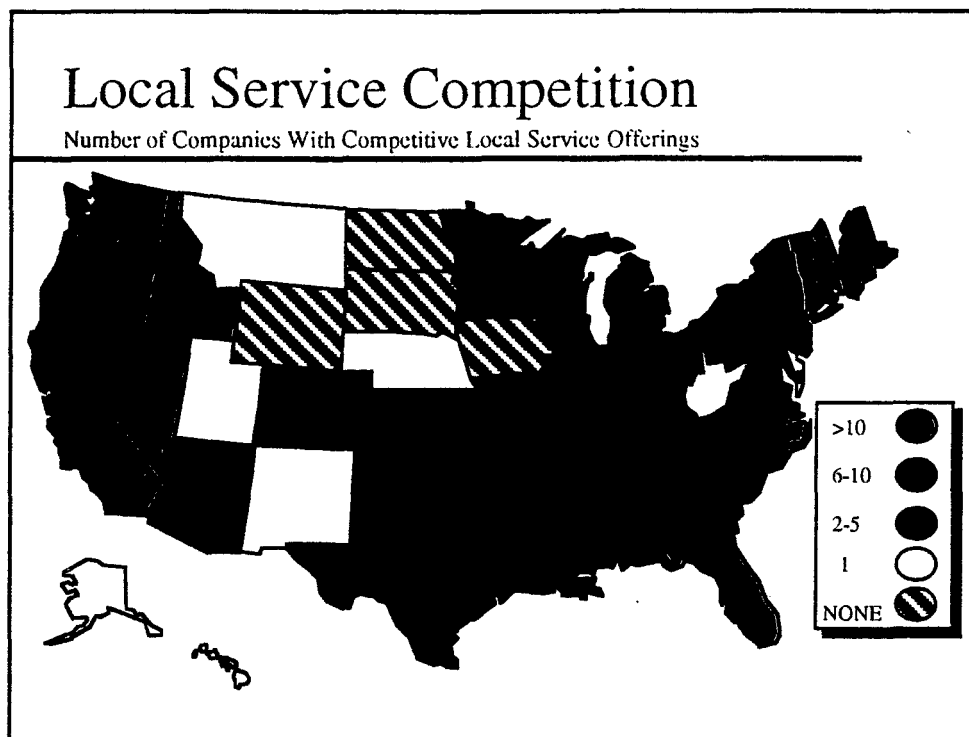 Local Service Competition
Number of Companies With Competitive Local Service Offerings
>10
6-10
2-5
1
NONE